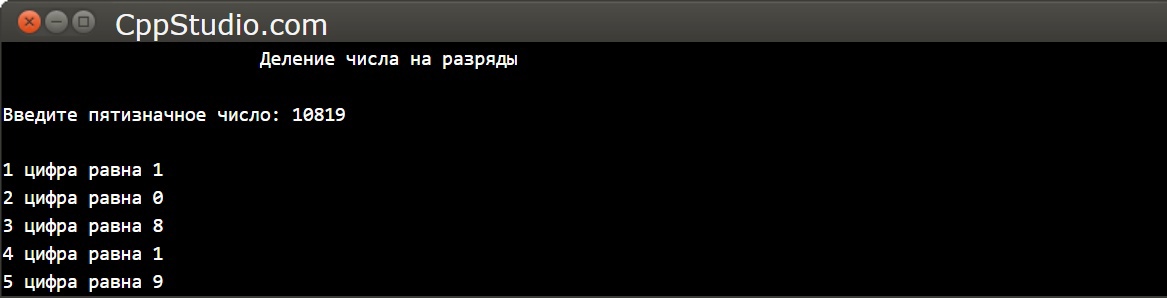 CppStudio.com
Деление числа на разряды
Введите пятизначное число: 10819
1 цифра равна 1
2 цифра равна 0
3 цифра равна 8
4 цифра равна 1
5 цифра равна 9